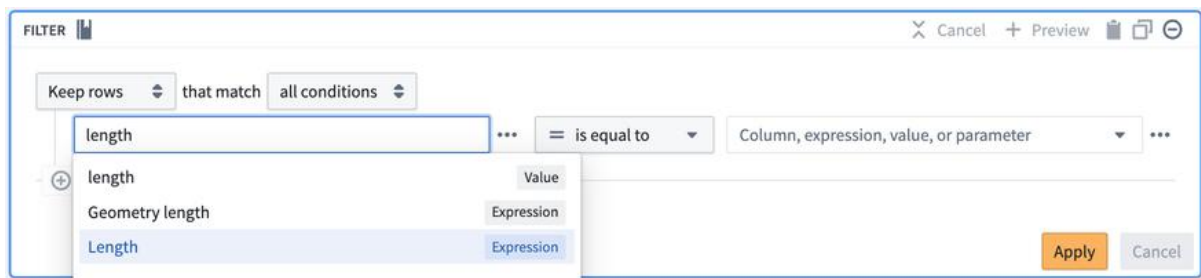 FILTER Cancel Preview
Keep rows that match all conditions
length = is equal to Column, expression, value, or parameter
length Value
Geometry length Expression
Length Expression
Apply Cancel